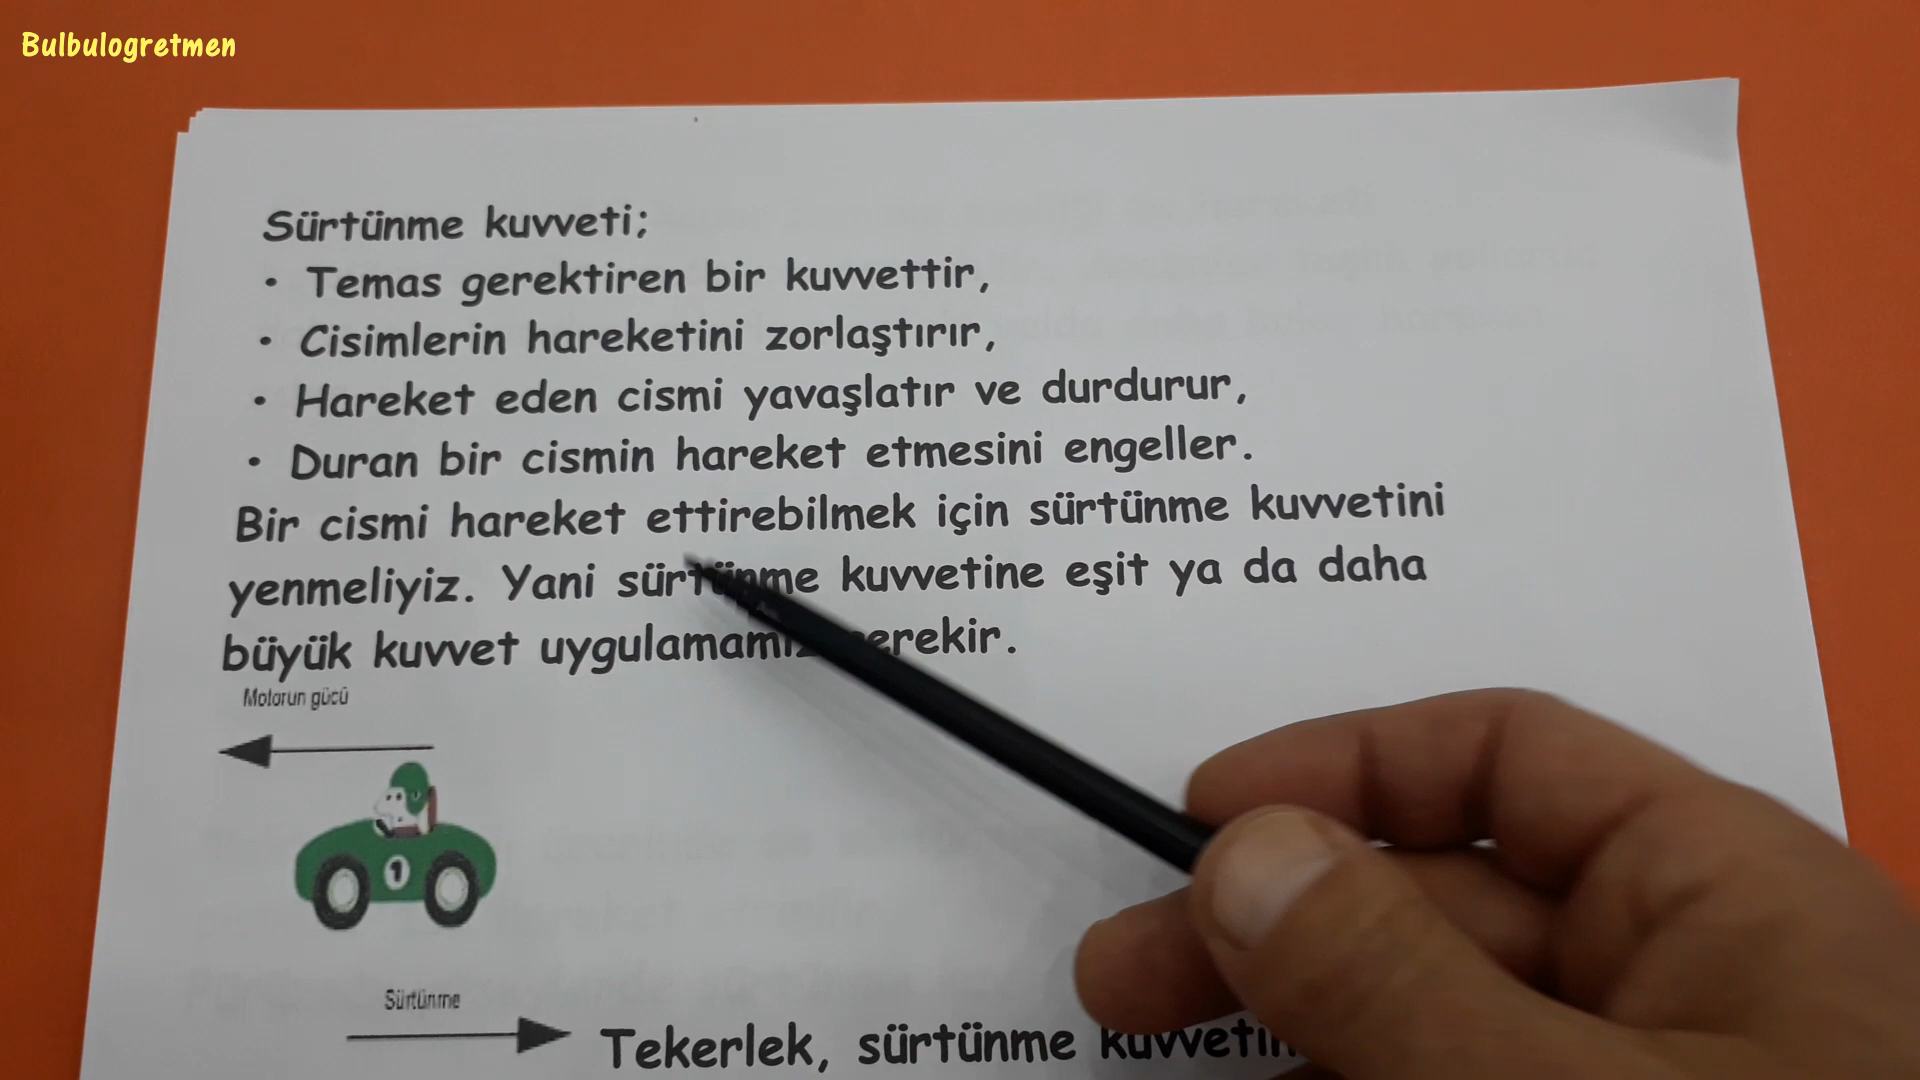 Bulbulogretmen
Sürtünme kuvveti;
• Temas gerektiren bir kuvvettir,
• Cisimlerin hareketini zorlaştırır,
• Hareket eden cismi yavaşlatır ve durdurur,
• Duran bir cismin hareket etmesini engeller.
Bir cismi hareket ettirebilmek için sürtünme kuvvetini
yenmeliyiz. Yani sürtünme kuvvetine eşit ya da daha
büyük kuvvet uygulamamız gerekir.
Motorun gücü
1
Sürtünme
Tekerlek, sürtünme